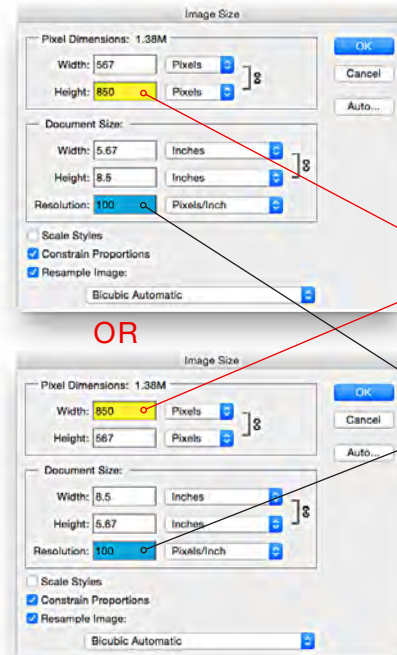 Image Size
Pixel Dimensions: 1.38M
OK
Width: 567 Pixels
Cancel
Height: 850 Pixels
Auto...
Document Size:
Width: 5.67 Inches
Height: 8.5 Inches
Resolution: 100 Pixels/Inch
Scale Styles
Constrain Proportions
Resample Image:
Bicubic Automatic
OR
Image Size
Pixel Dimensions: 1.38M
OK
Width: 850 Pixels
Cancel
Height: 567 Pixels
Auto...
Document Size:
Width: 8.5 Inches
Height: 5.67 Inches
Resolution: 100 Pixels/Inch
Scale Styles
Constrain Proportions
Resample Image:
Bicubic Automatic